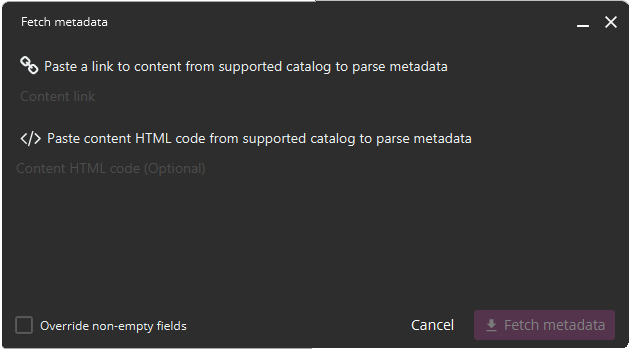 Fetch metadata
Paste a link to content from supported catalog to parse metadata
Content link
Paste content HTML code from supported catalog to parse metadata
Content HTML code (Optional)
Override non-empty fields
Cancel
Fetch metadata